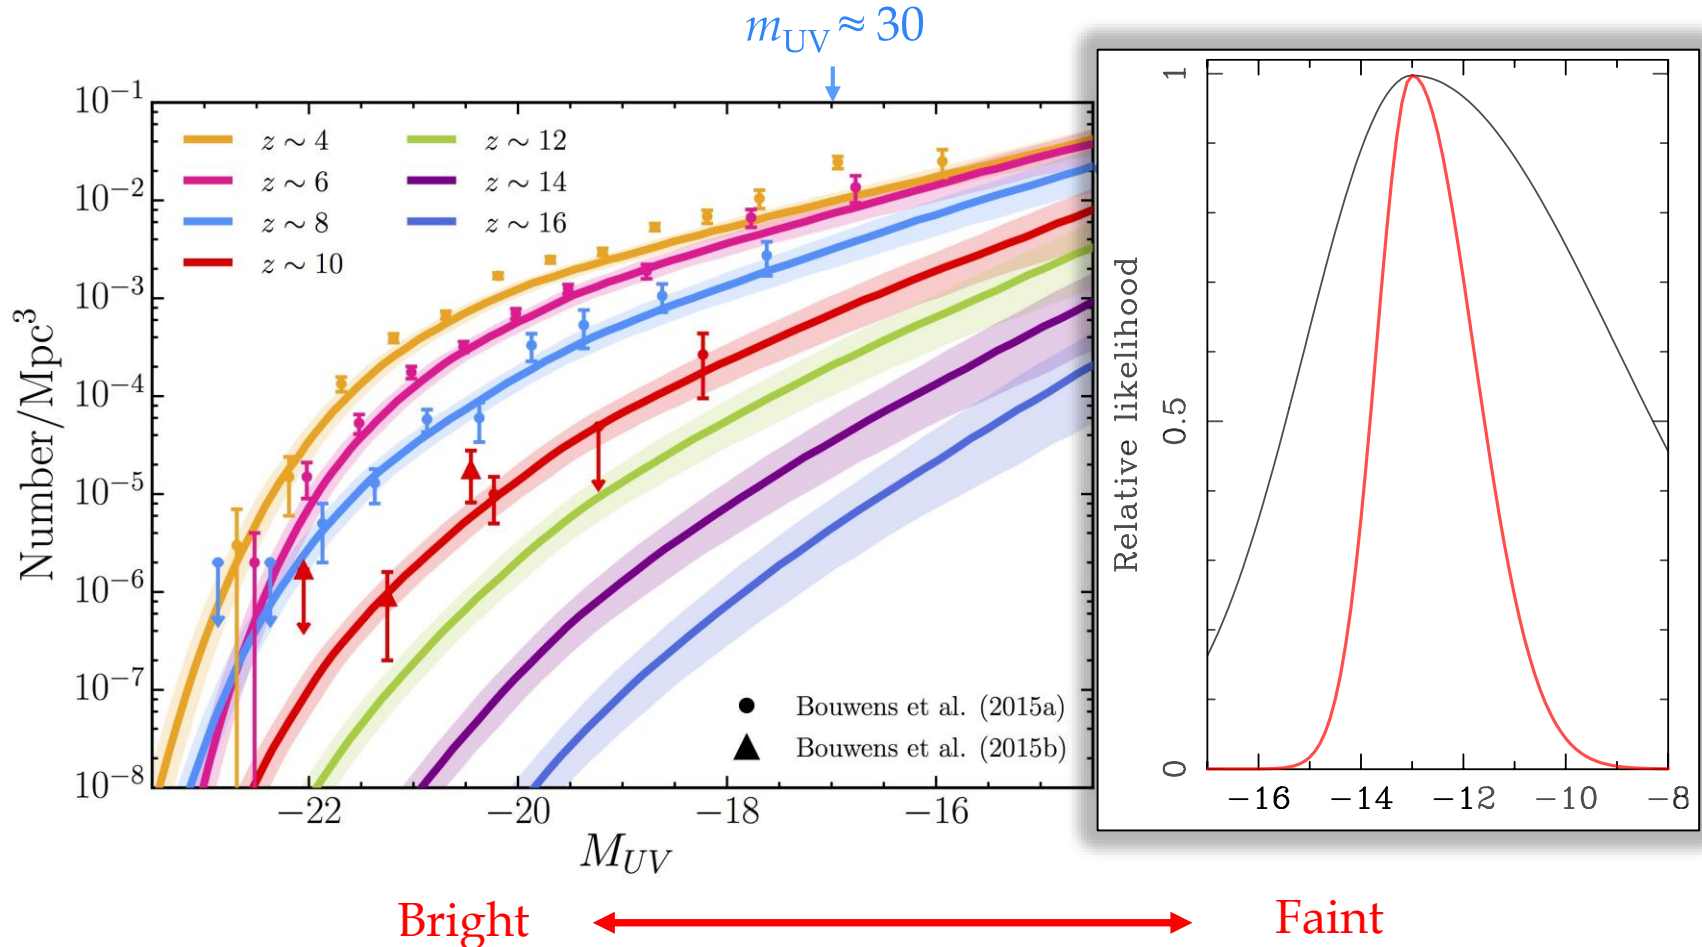 m_UV ≈ 30
10^−1
10^−2
10^−3
10^−4
10^−5
10^−6
10^−7
10^−8
Number/Mpc^3
z ∼ 4
z ∼ 6
z ∼ 8
z ∼ 10
z ∼ 12
z ∼ 14
z ∼ 16
Bouwens et al. (2015a)
Bouwens et al. (2015b)
−22 −20 −18 −16
M_UV
Relative likelihood
1
0.5
0
−16 −14 −12 −10 −8
Bright
Faint